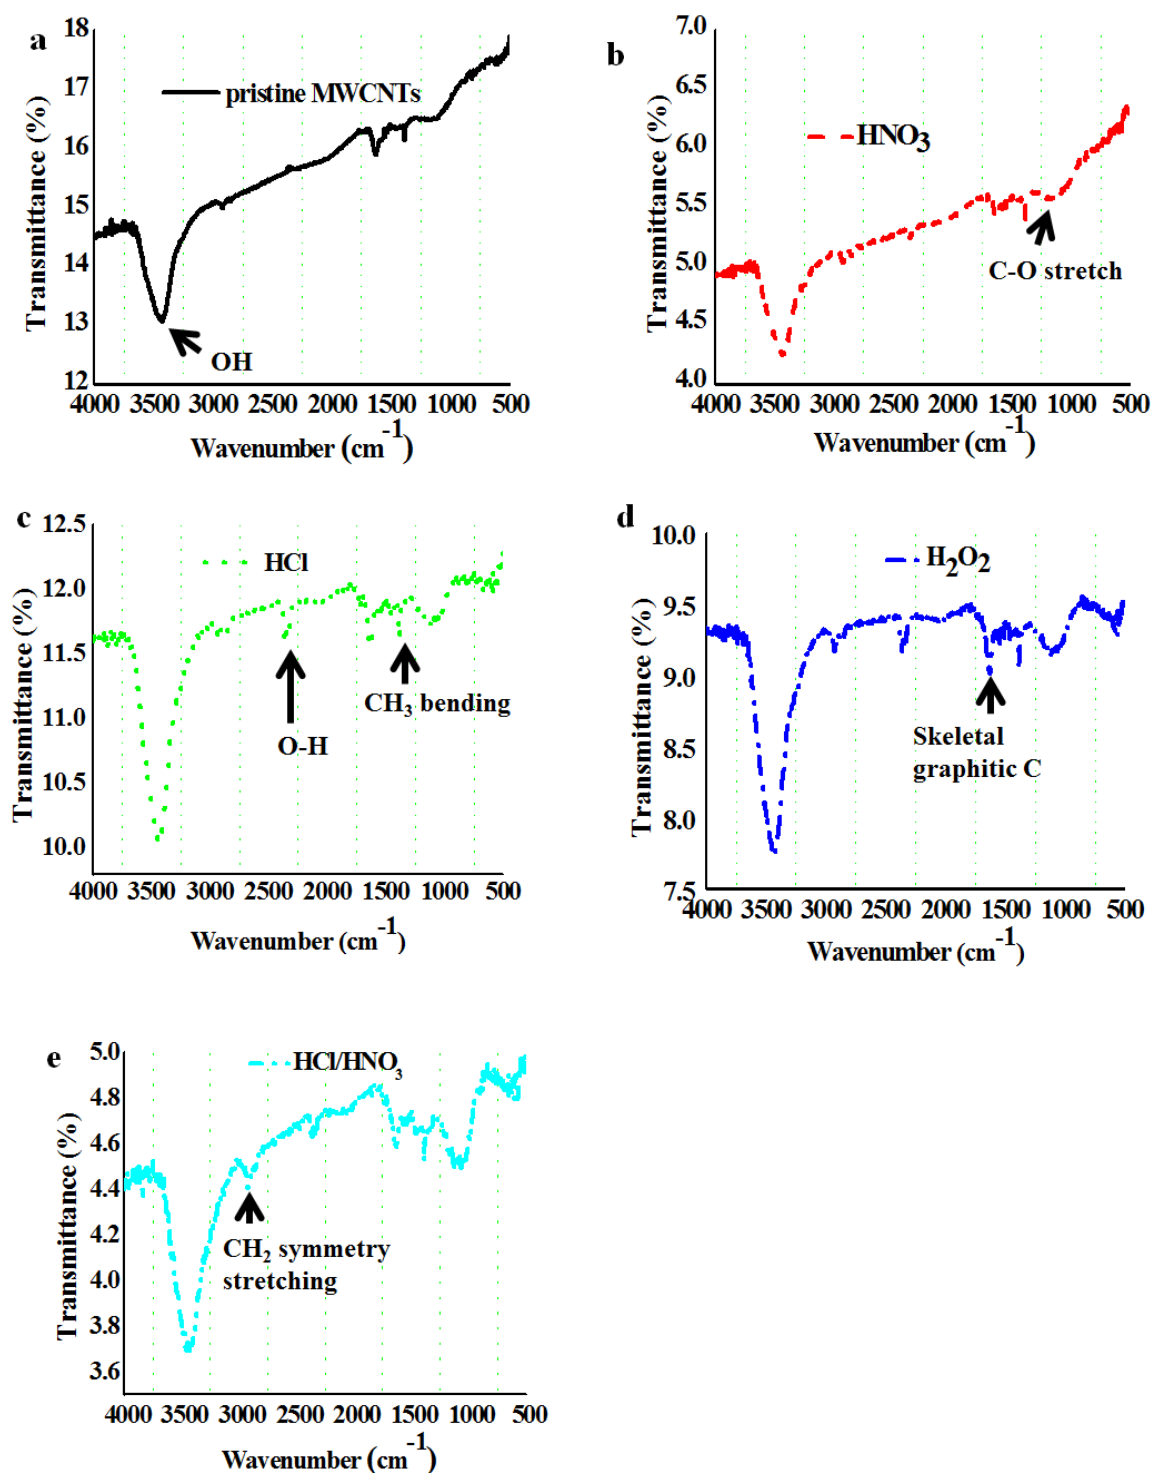 a
18
17
16
15
14
13
12
Transmittance (%)
pristine MWCNTs
OH
4000 3500 3000 2500 2000 1500 1000 500
Wavenumber (cm⁻¹)
b
7.0
6.5
6.0
5.5
5.0
4.5
4.0
Transmittance (%)
HNO₃
C-O stretch
4000 3500 3000 2500 2000 1500 1000 500
Wavenumber (cm⁻¹)
c
12.5
12.0
11.5
11.0
10.5
10.0
Transmittance (%)
HCl
CH₃ bending
O-H
4000 3500 3000 2500 2000 1500 1000 500
Wavenumber (cm⁻¹)
d
10.0
9.5
9.0
8.5
8.0
7.5
Transmittance (%)
H₂O₂
Skeletal
graphitic C
4000 3500 3000 2500 2000 1500 1000 500
Wavenumber (cm⁻¹)
e
5.0
4.8
4.6
4.4
4.2
4.0
3.8
3.6
Transmittance (%)
HCl/HNO₃
CH₂ symmetry
stretching
4000 3500 3000 2500 2000 1500 1000 500
Wavenumber (cm⁻¹)